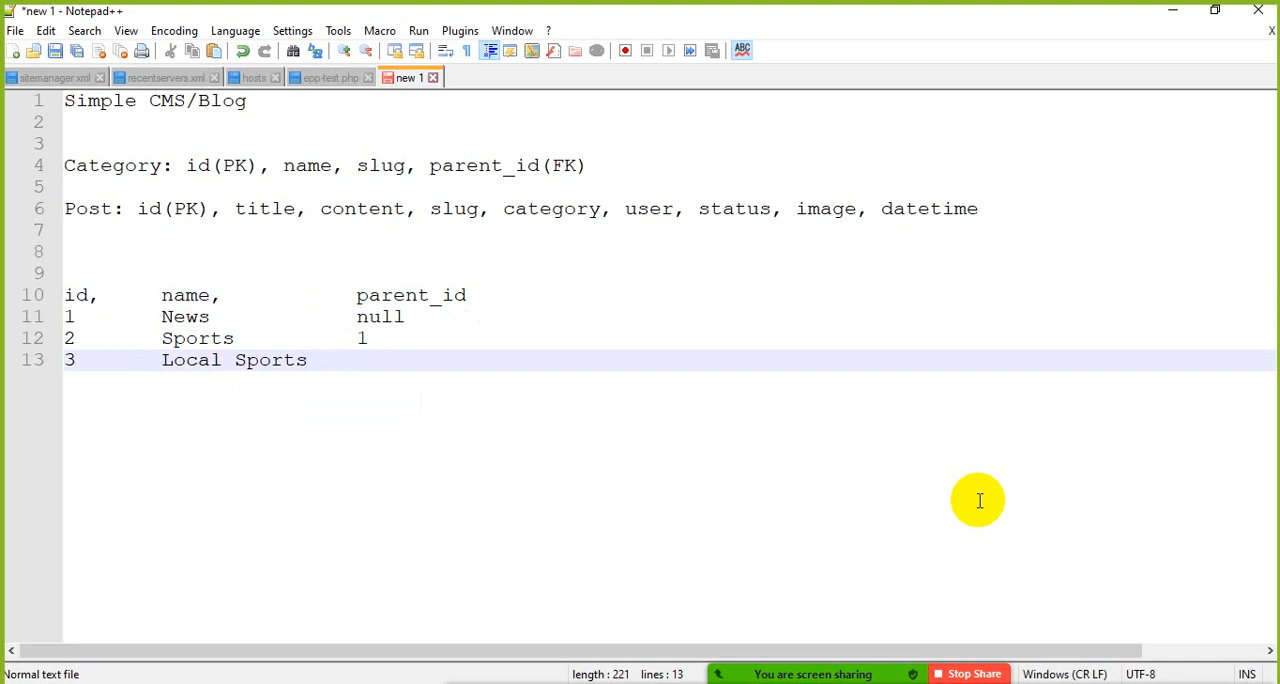 *new 1 - Notepad++
File Edit Search View Encoding Language Settings Tools Macro Run Plugins Window ? X
ABC
sitemanager.xml recentservers.xml hosts epp-test.php new 1
1 Simple CMS/Blog
2
3
4 Category: id(PK), name, slug, parent_id(FK)
5
6 Post: id(PK), title, content, slug, category, user, status, image, datetime
7
8
9
10 id, name, parent_id
11 1 News null
12 2 Sports 1
13 3 Local Sports
Normal text file length : 221 lines : 13 You are screen sharing Stop Share Windows (CR LF) UTF-8 INS